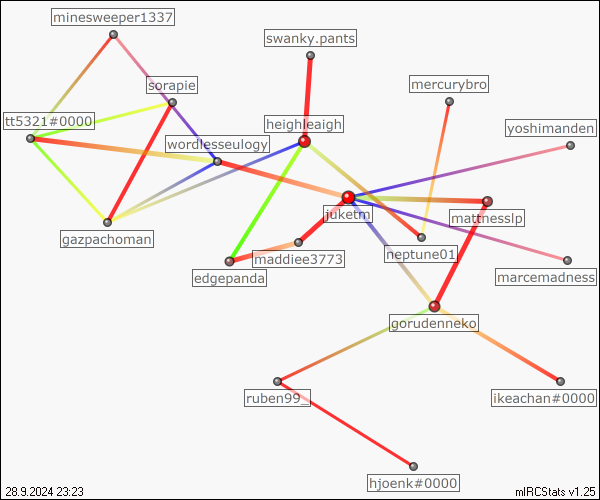 minesweeper1337
swanky.pants
sorapie
mercurybro
tt5321#0000
heighleaigh
yoshimanden
wordlesseulogy
juketm
mattnesslp
gazpachoman
maddiee3773
neptune01
edgepanda
marcemadness
gorudenneko
ruben99_
ikeachan#0000
hjoenk#0000
28.9.2024 23:23
mIRCStats v1.25